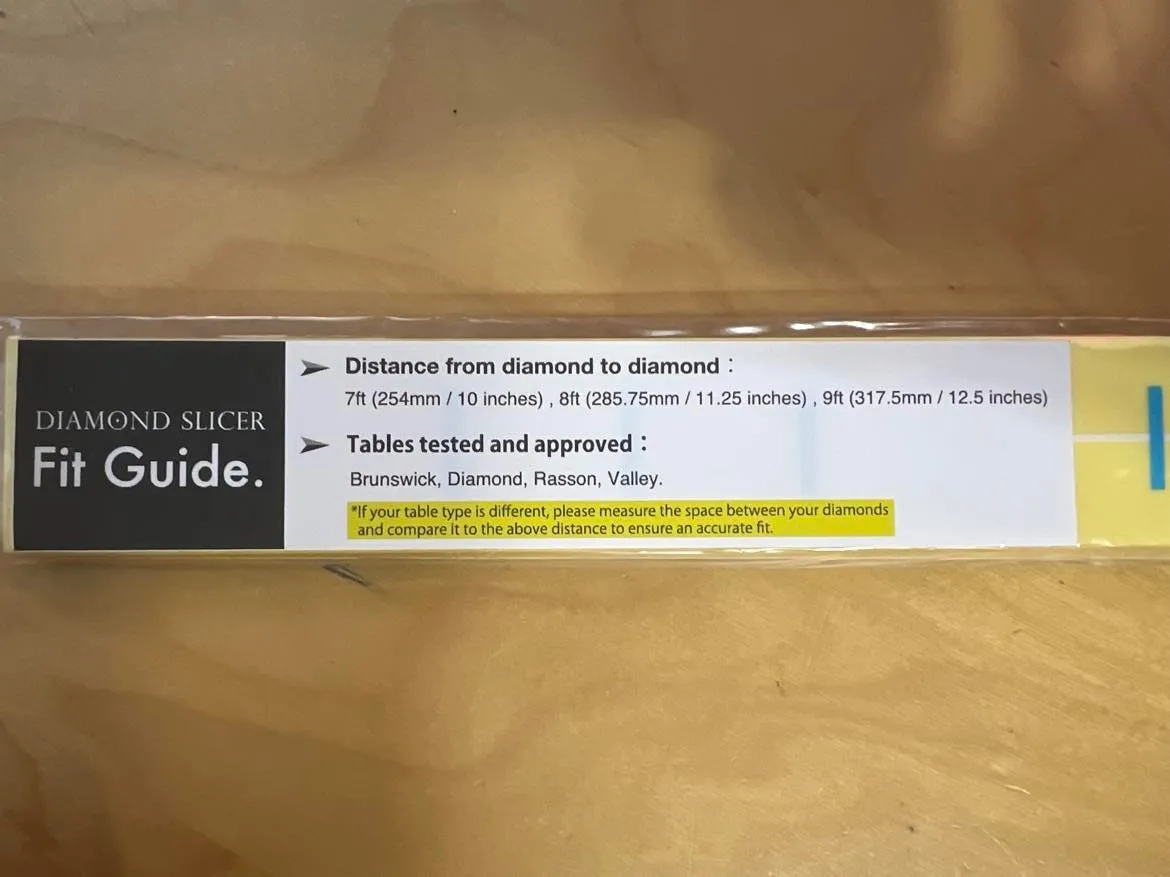 DIAMOND SLICER
Fit Guide.
Distance from diamond to diamond :
7ft (254mm / 10 inches) , 8ft (285.75mm / 11.25 inches) , 9ft (317.5mm / 12.5 inches)
Tables tested and approved :
Brunswick, Diamond, Rasson, Valley.
*If your table type is different, please measure the space between your diamonds
and compare it to the above distance to ensure an accurate fit.